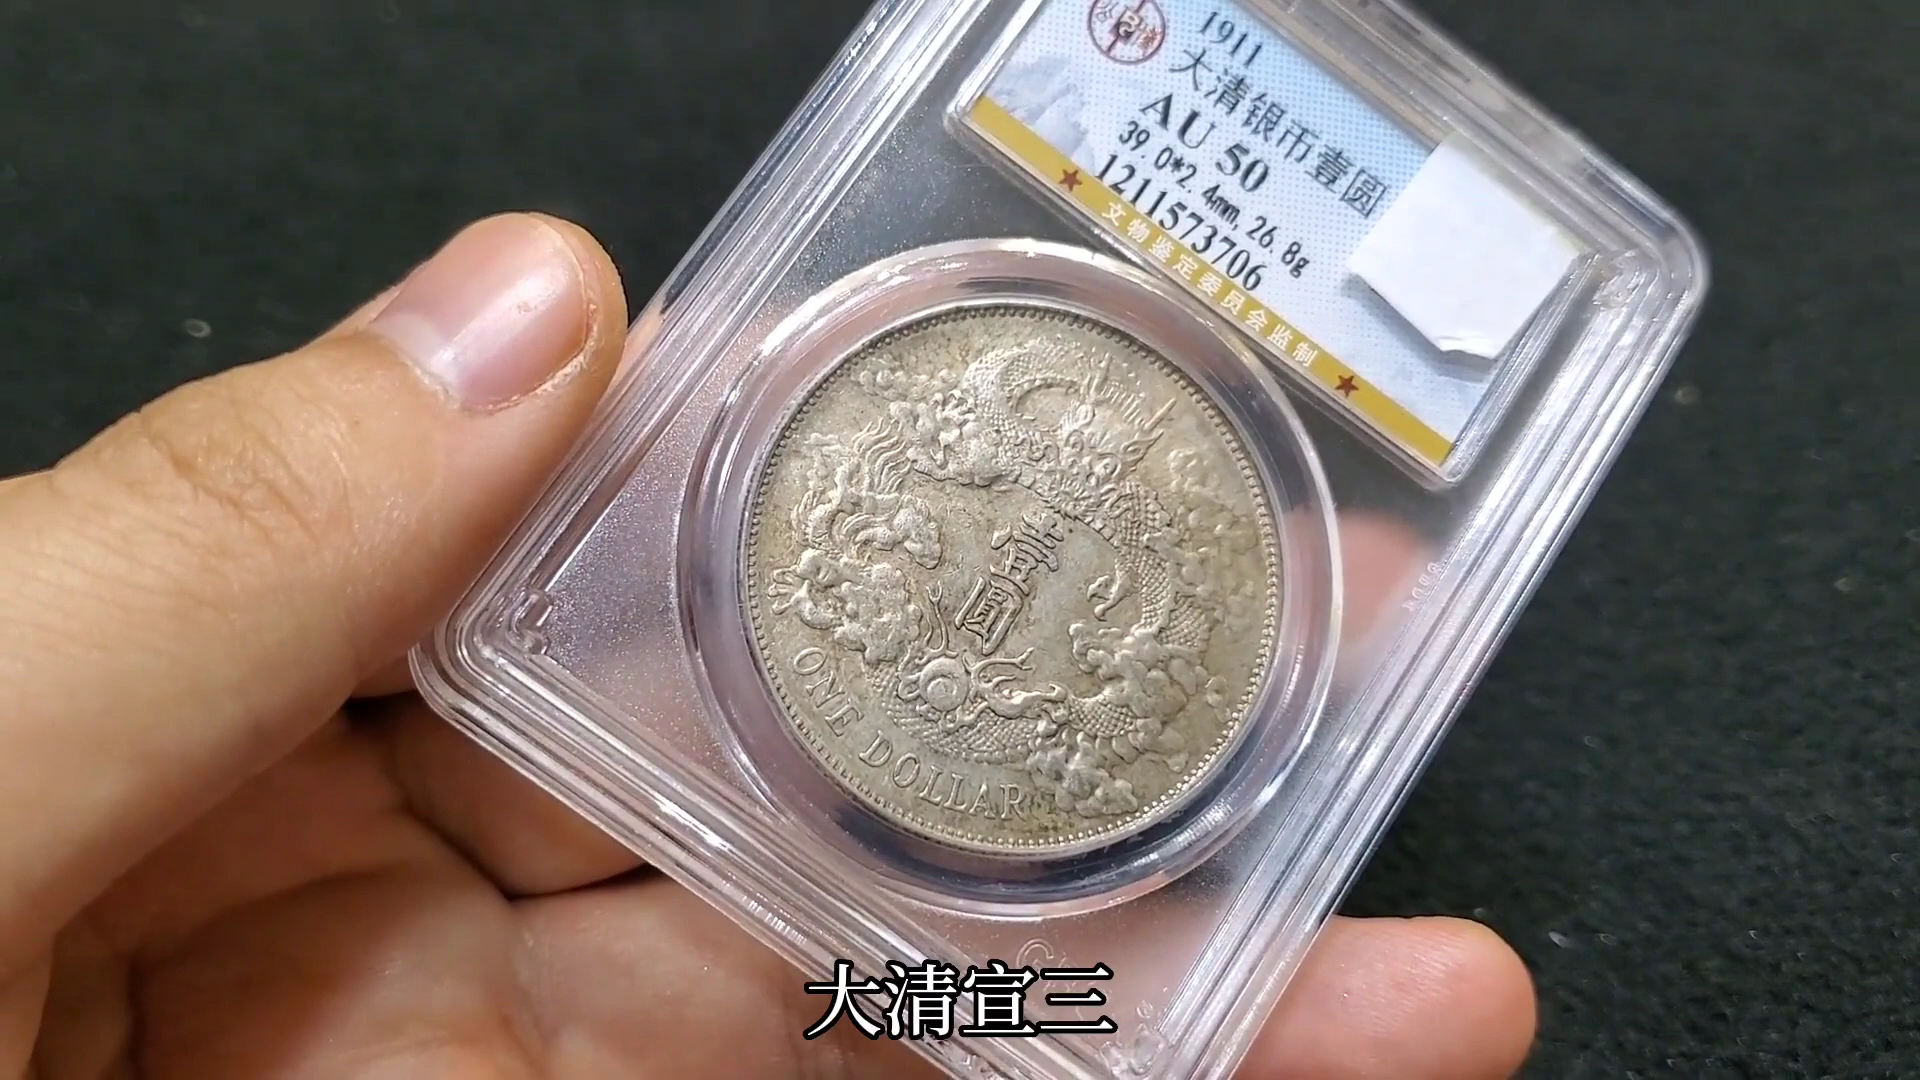 1911
大清银币壹圆
AU 50
39.0*2.4mm,26.8g
1211573706
★文物鉴定委员会监制★
壹圓
ONE DOLLAR
大清宣三